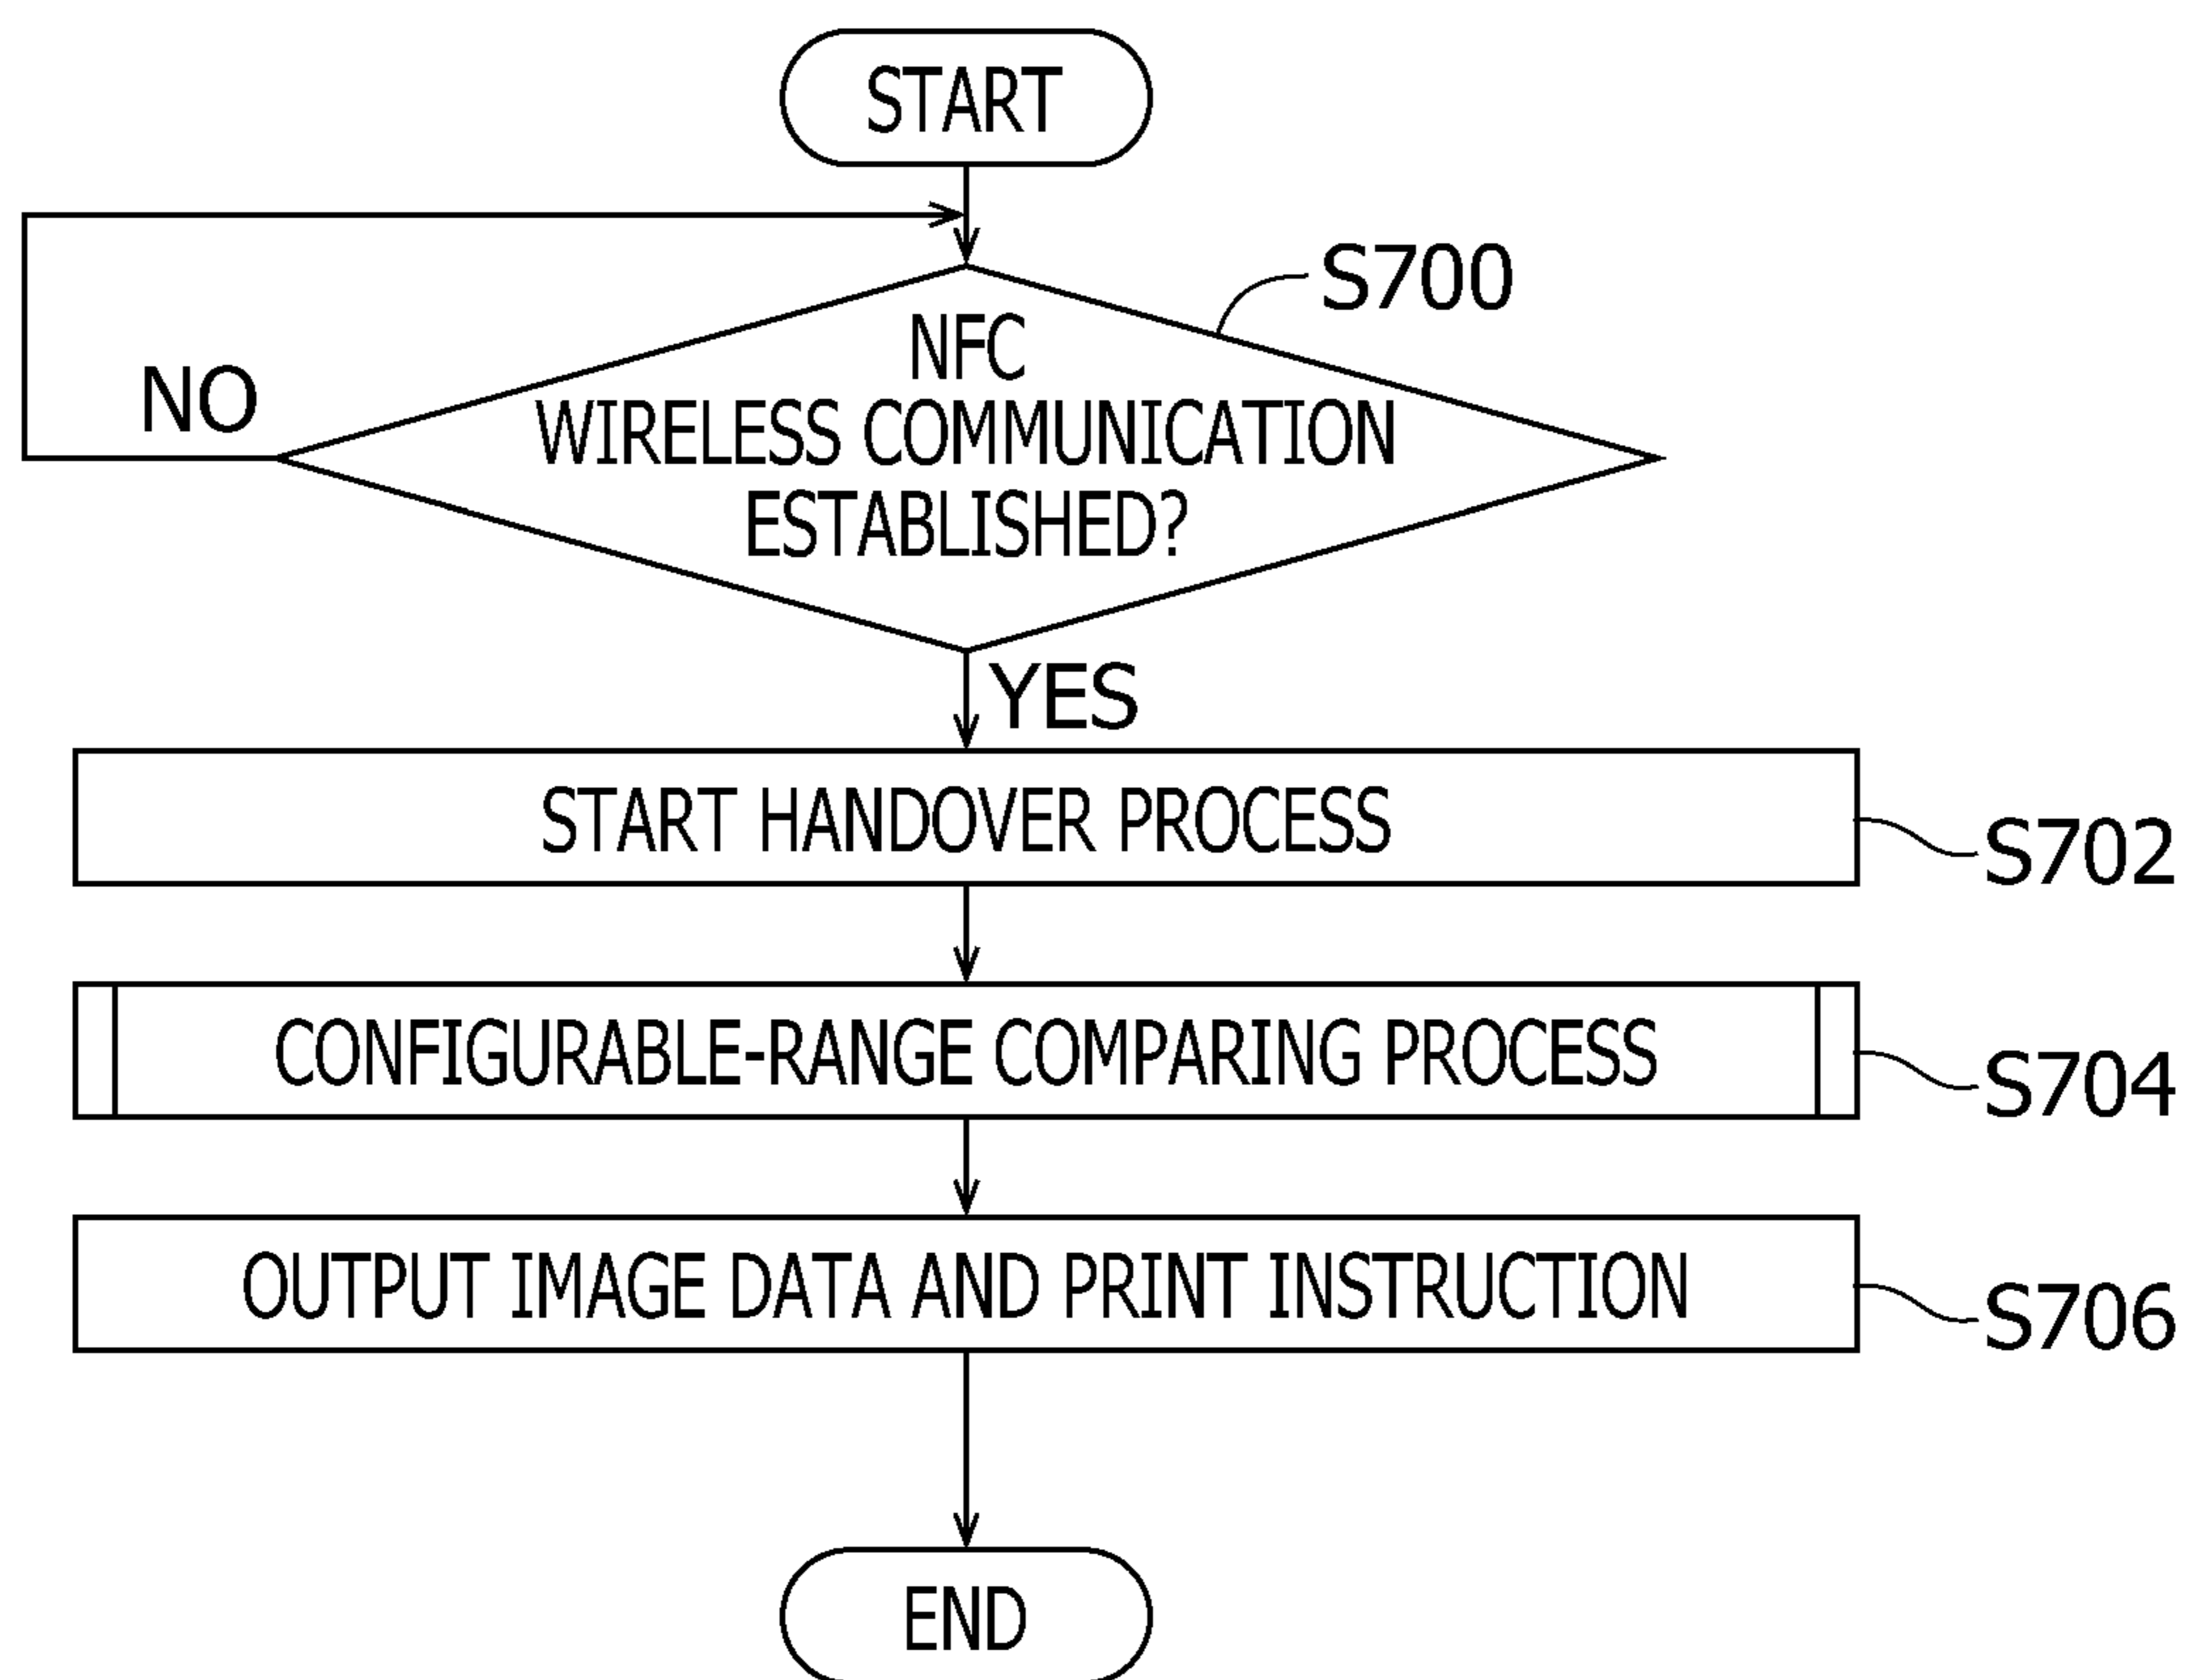 START
S700
NFC
WIRELESS COMMUNICATION
ESTABLISHED?
NO
YES
START HANDOVER PROCESS
S702
CONFIGURABLE-RANGE COMPARING PROCESS
S704
OUTPUT IMAGE DATA AND PRINT INSTRUCTION
S706
END